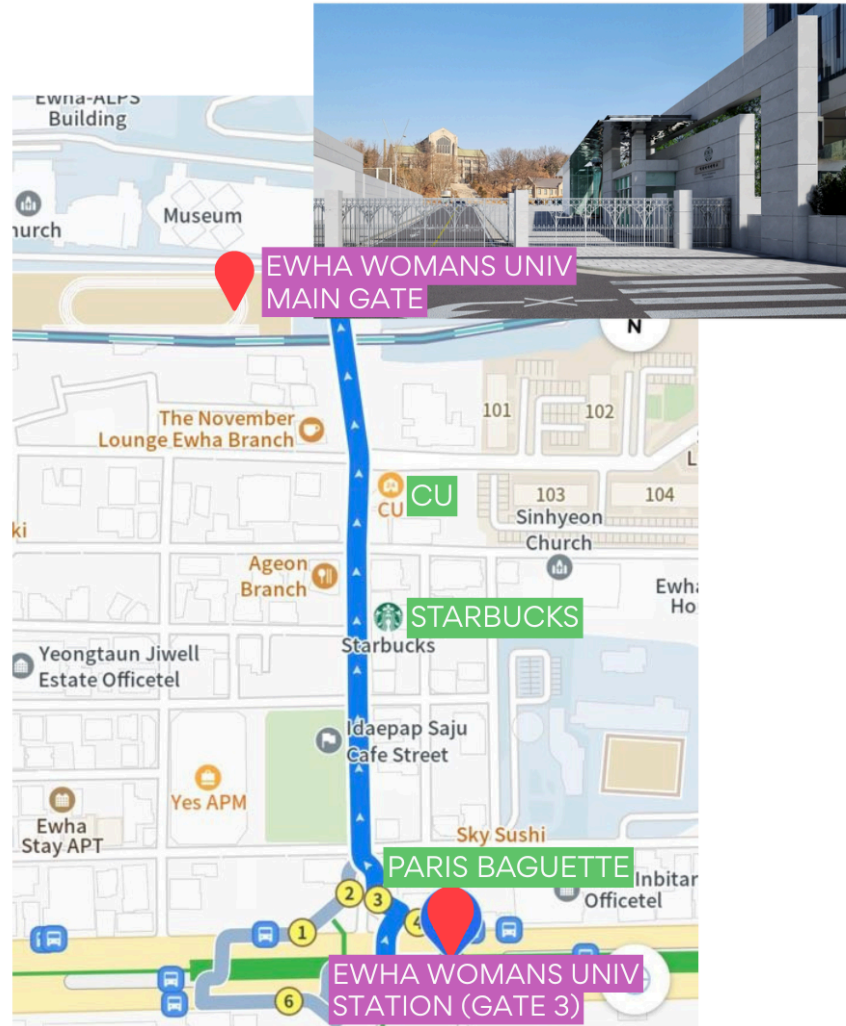 Ewha-ALPS
Building
hurch
Museum
EWHA WOMANS UNIV
MAIN GATE
N
The November
Lounge Ewha Branch
101
102
L
CU
CU
103
104
Sinhyeon
Church
ki
Ageon
Branch
Ewha
Ho
STARBUCKS
Starbucks
Yeongtaun Jiwell
Estate Officetel
Idaepap Saju
Cafe Street
Yes APM
Ewha
Stay APT
Sky Sushi
PARIS BAGUETTE
Inbitar
Officetel
2
3
4
1
6
EWHA WOMANS UNIV
STATION (GATE 3)